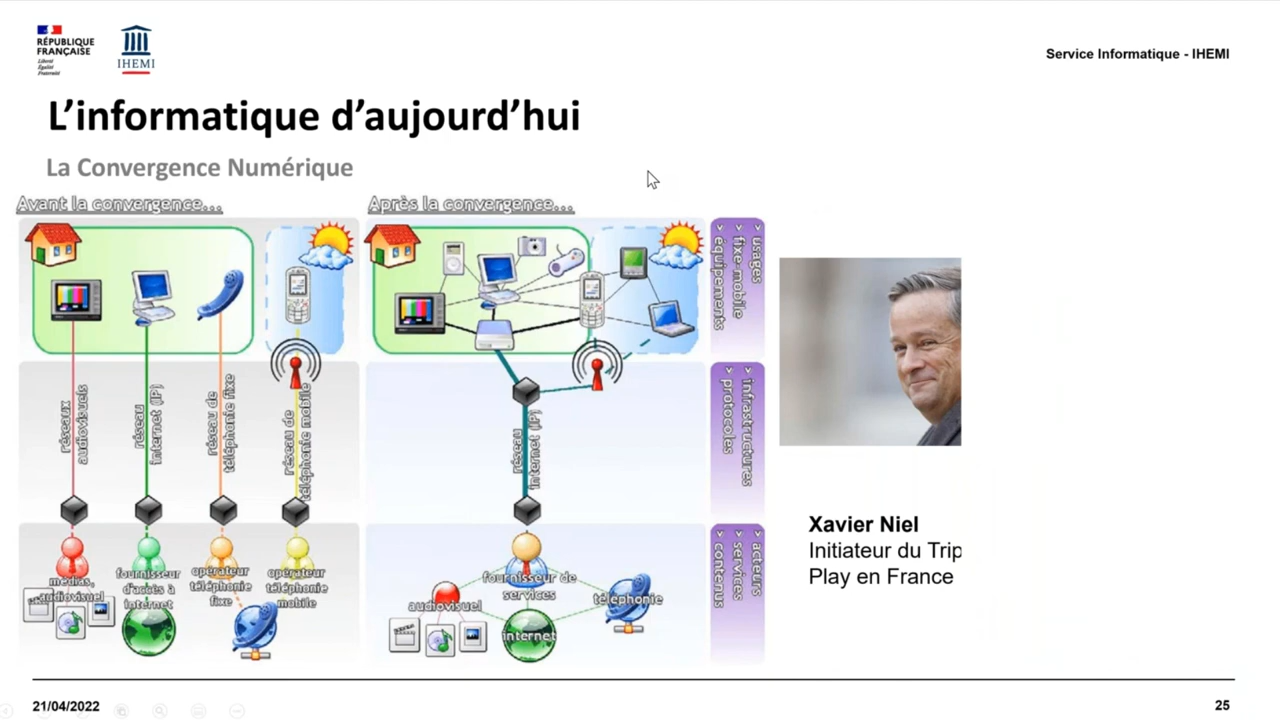 RÉPUBLIQUE
FRANÇAISE
Liberté
Égalité
Fraternité
IHEMI
Service Informatique - IHEMI
L’informatique d’aujourd’hui
La Convergence Numérique
Avant la convergence...
réseaux
audiovisuels
réseau
internet (IP)
réseau de
téléphonie fixe
réseau de
téléphonie mobile
médias,
audiovisuel
fournisseur
d'accès à
internet
opérateur
téléphonie
fixe
opérateur
téléphonie
mobile
Après la convergence...
réseau
internet (IP)
fournisseur de
services
audiovisuel
téléphonie
internet
> usages
> fixe-mobile
> équipements
> infrastructures
> protocoles
> acteurs
> services
> contenus
Xavier Niel
Initiateur du Trip
Play en France
21/04/2022
25